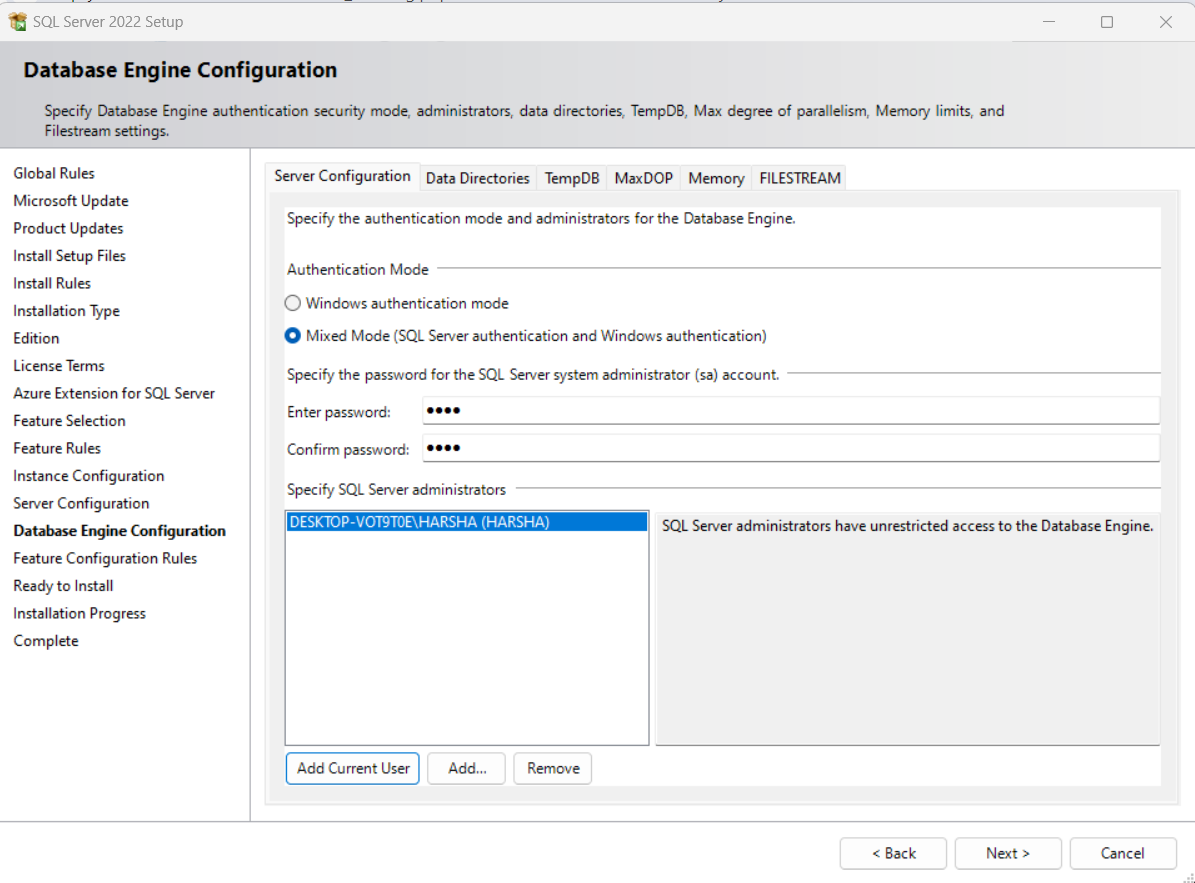 SQL Server 2022 Setup
Database Engine Configuration
Specify Database Engine authentication security mode, administrators, data directories, TempDB, Max degree of parallelism, Memory limits, and
Filestream settings.
Global Rules
Microsoft Update
Product Updates
Install Setup Files
Install Rules
Installation Type
Edition
License Terms
Azure Extension for SQL Server
Feature Selection
Feature Rules
Instance Configuration
Server Configuration
Database Engine Configuration
Feature Configuration Rules
Ready to Install
Installation Progress
Complete
Server Configuration Data Directories TempDB MaxDOP Memory FILESTREAM
Specify the authentication mode and administrators for the Database Engine.
Authentication Mode
Windows authentication mode
Mixed Mode (SQL Server authentication and Windows authentication)
Specify the password for the SQL Server system administrator (sa) account.
Enter password: ••••
Confirm password: ••••
Specify SQL Server administrators
DESKTOP-VOT9T0E\HARSHA (HARSHA)
SQL Server administrators have unrestricted access to the Database Engine.
Add Current User Add... Remove
< Back Next > Cancel